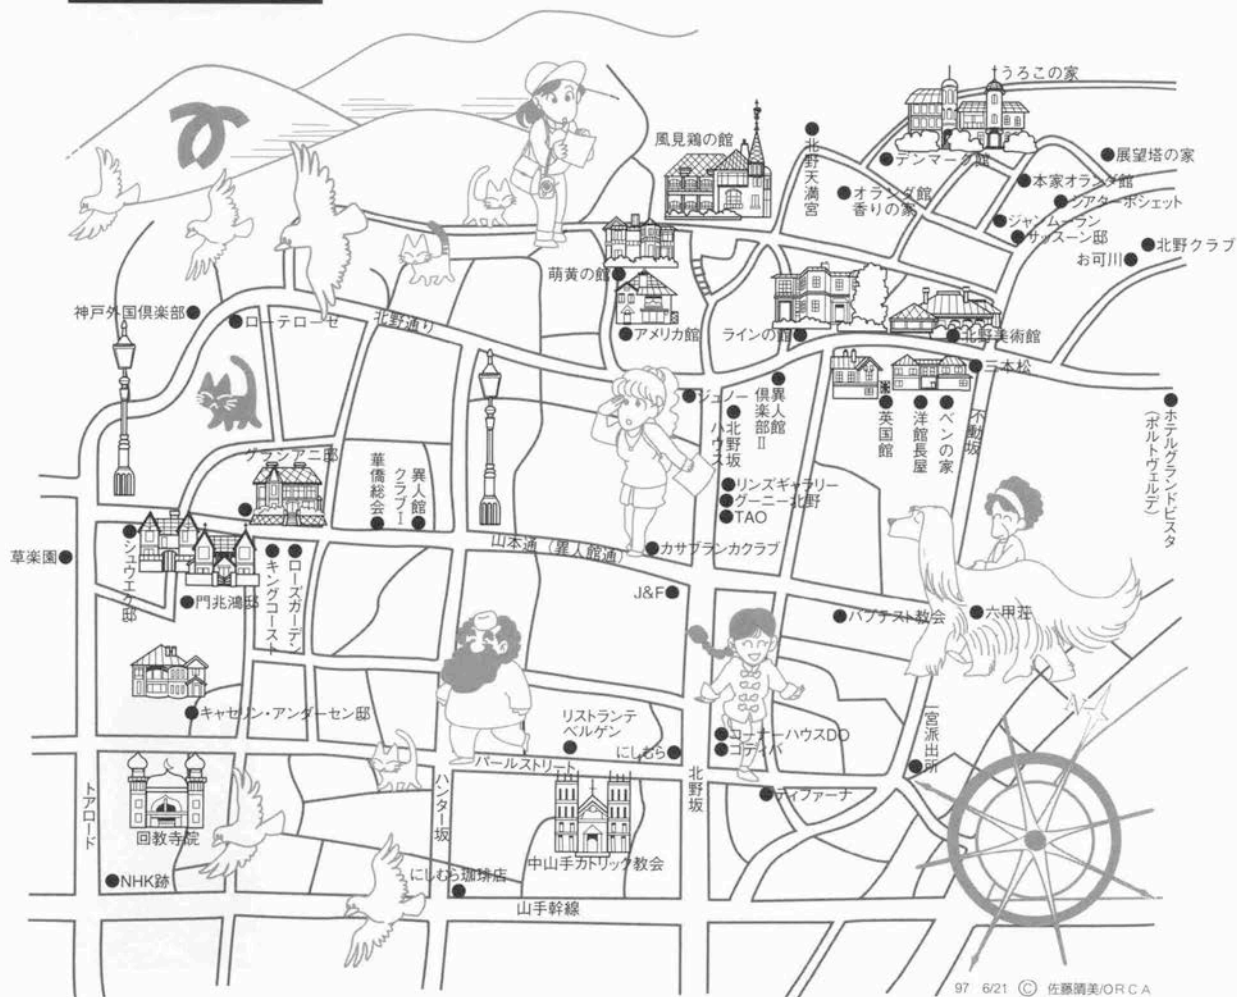 うろこの家
風見鶏の館
北野天満宮
デンマーク館
展望塔の家
本家オランダ館
オランダ館
香りの家
シアターポシェット
ジャンムーラン
サッスーン邸
北野クラブ
お可川
萌黄の館
神戸外国倶楽部
ローテローゼ
北野通り
アメリカ館
ラインの館
北野美術館
三本松
ジュノー
異人館
倶楽部II
北野坂
ハウス
英国館
洋館長屋
ベンの家
不動坂
ホテルグランドビスタ
(ポルトヴェルデ)
グラシアニ邸
華僑総会
異人館
クラブI
リンズギャラリー
グーニー北野
TAO
山本通(異人館通)
カサブランカクラブ
草楽園
シュウエケ邸
門兆鴻邸
キングコースト
ローズガーデン
J&F
バプテスト教会
六甲荘
キャセリン・アンダーセン邸
リストランテ
ベルゲン
にしむら
コーナーハウスDO
ゴティバ
一宮派出所
パールストリート
トアロード
ハンター坂
北野坂
ティファーナ
回教寺院
中山手カトリック教会
NHK跡
にしむら珈琲店
山手幹線
97 6/21 Ⓒ 佐藤晴美/ORCA